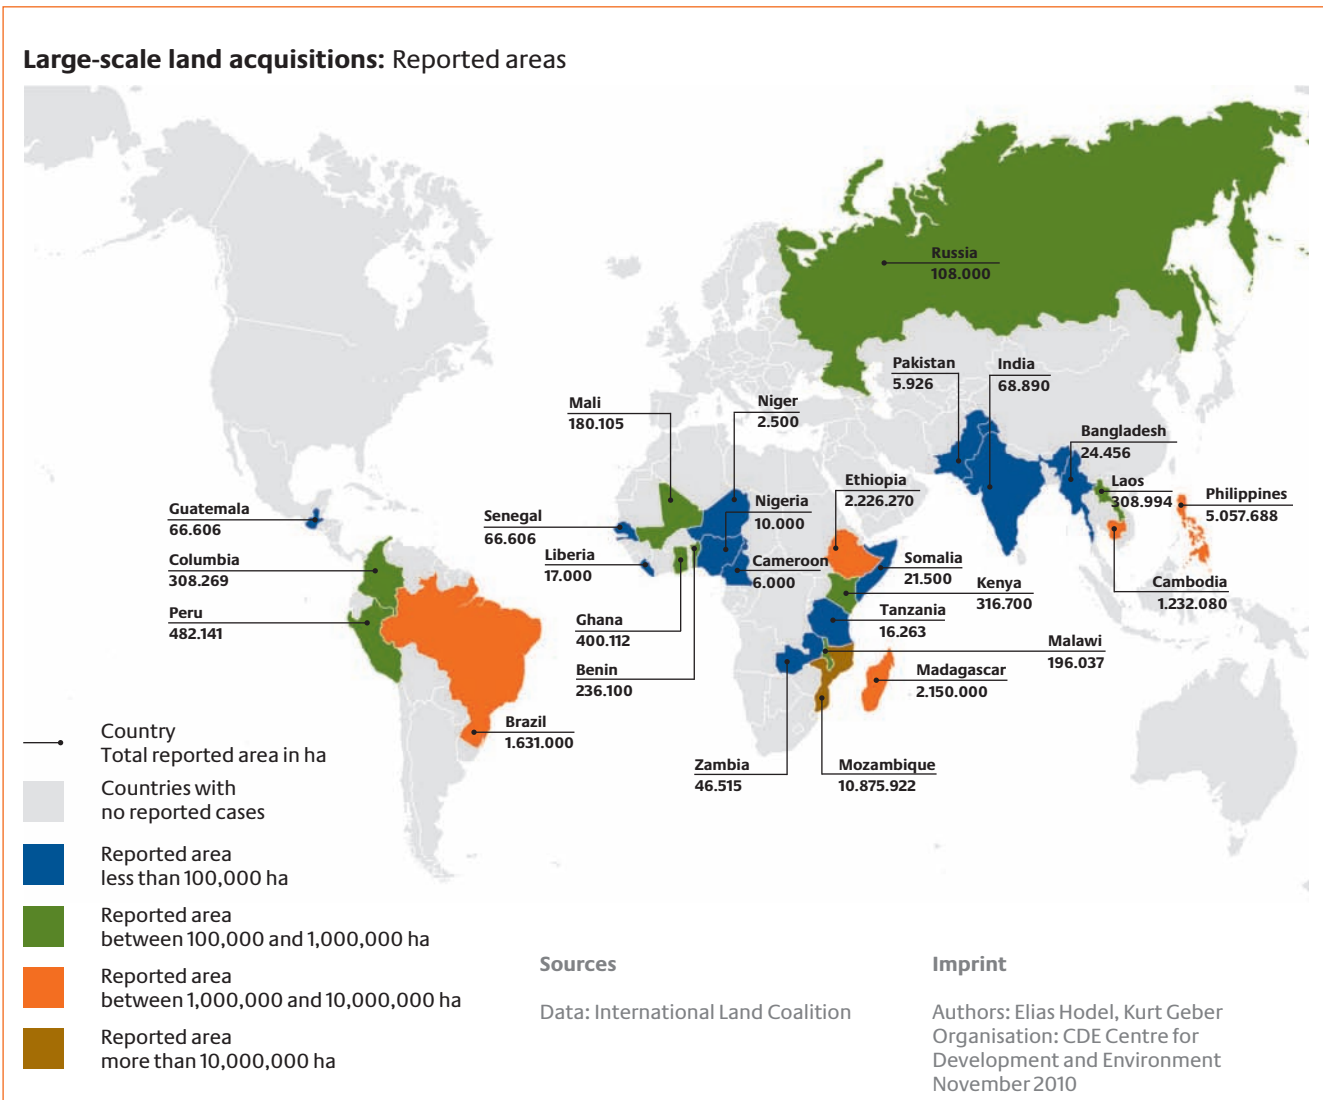 Large-scale land acquisitions: Reported areas
Russia
108.000
Pakistan
5.926
India
68.890
Mali
180.105
Niger
2.500
Bangladesh
24.456
Ethiopia
2.226.270
Laos
308.994
Philippines
5.057.688
Guatemala
66.606
Senegal
66.606
Nigeria
10.000
Columbia
308.269
Liberia
17.000
Cameroon
6.000
Somalia
21.500
Kenya
316.700
Cambodia
1.232.080
Peru
482.141
Ghana
400.112
Tanzania
16.263
Malawi
196.037
Benin
236.100
Madagascar
2.150.000
Brazil
1.631.000
Zambia
46.515
Mozambique
10.875.922
Country
Total reported area in ha
Countries with
no reported cases
Reported area
less than 100,000 ha
Reported area
between 100,000 and 1,000,000 ha
Reported area
between 1,000,000 and 10,000,000 ha
Reported area
more than 10,000,000 ha
Sources
Data: International Land Coalition
Imprint
Authors: Elias Hodel, Kurt Geber
Organisation: CDE Centre for
Development and Environment
November 2010